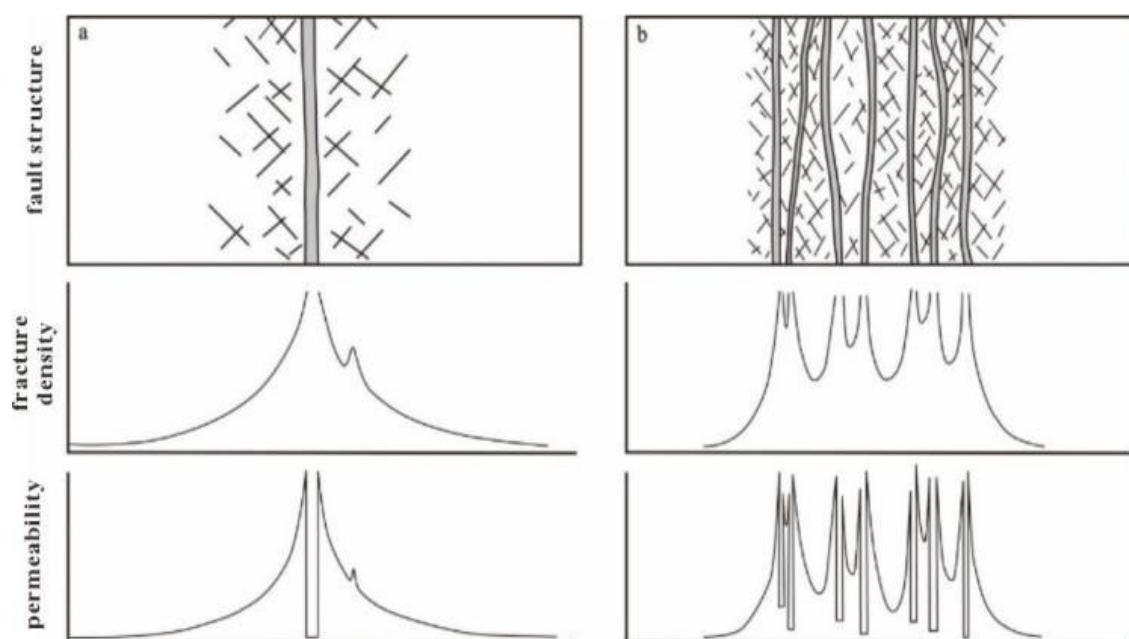 a
b
fault structure
fracture
density
permeability